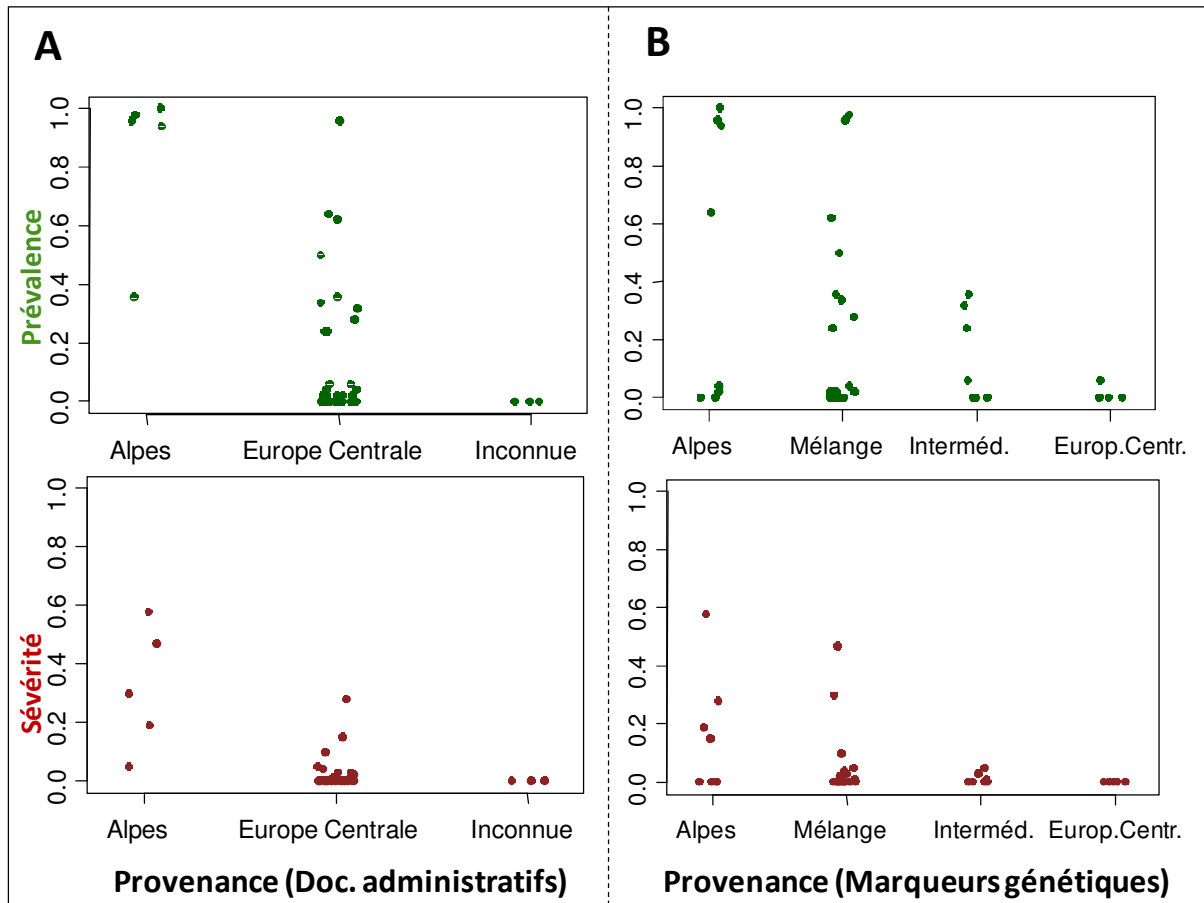 A
B
Prévalence
1.0
0.8
0.6
0.4
0.2
0.0
Alpes Europe Centrale Inconnue
1.0
0.8
0.6
0.4
0.2
0.0
Alpes Mélange Interméd. Europ.Centr.
Sévérité
1.0
0.8
0.6
0.4
0.2
0.0
Alpes Europe Centrale Inconnue
1.0
0.8
0.6
0.4
0.2
0.0
Alpes Mélange Interméd. Europ.Centr.
Provenance (Doc. administratifs)
Provenance (Marqueurs génétiques)